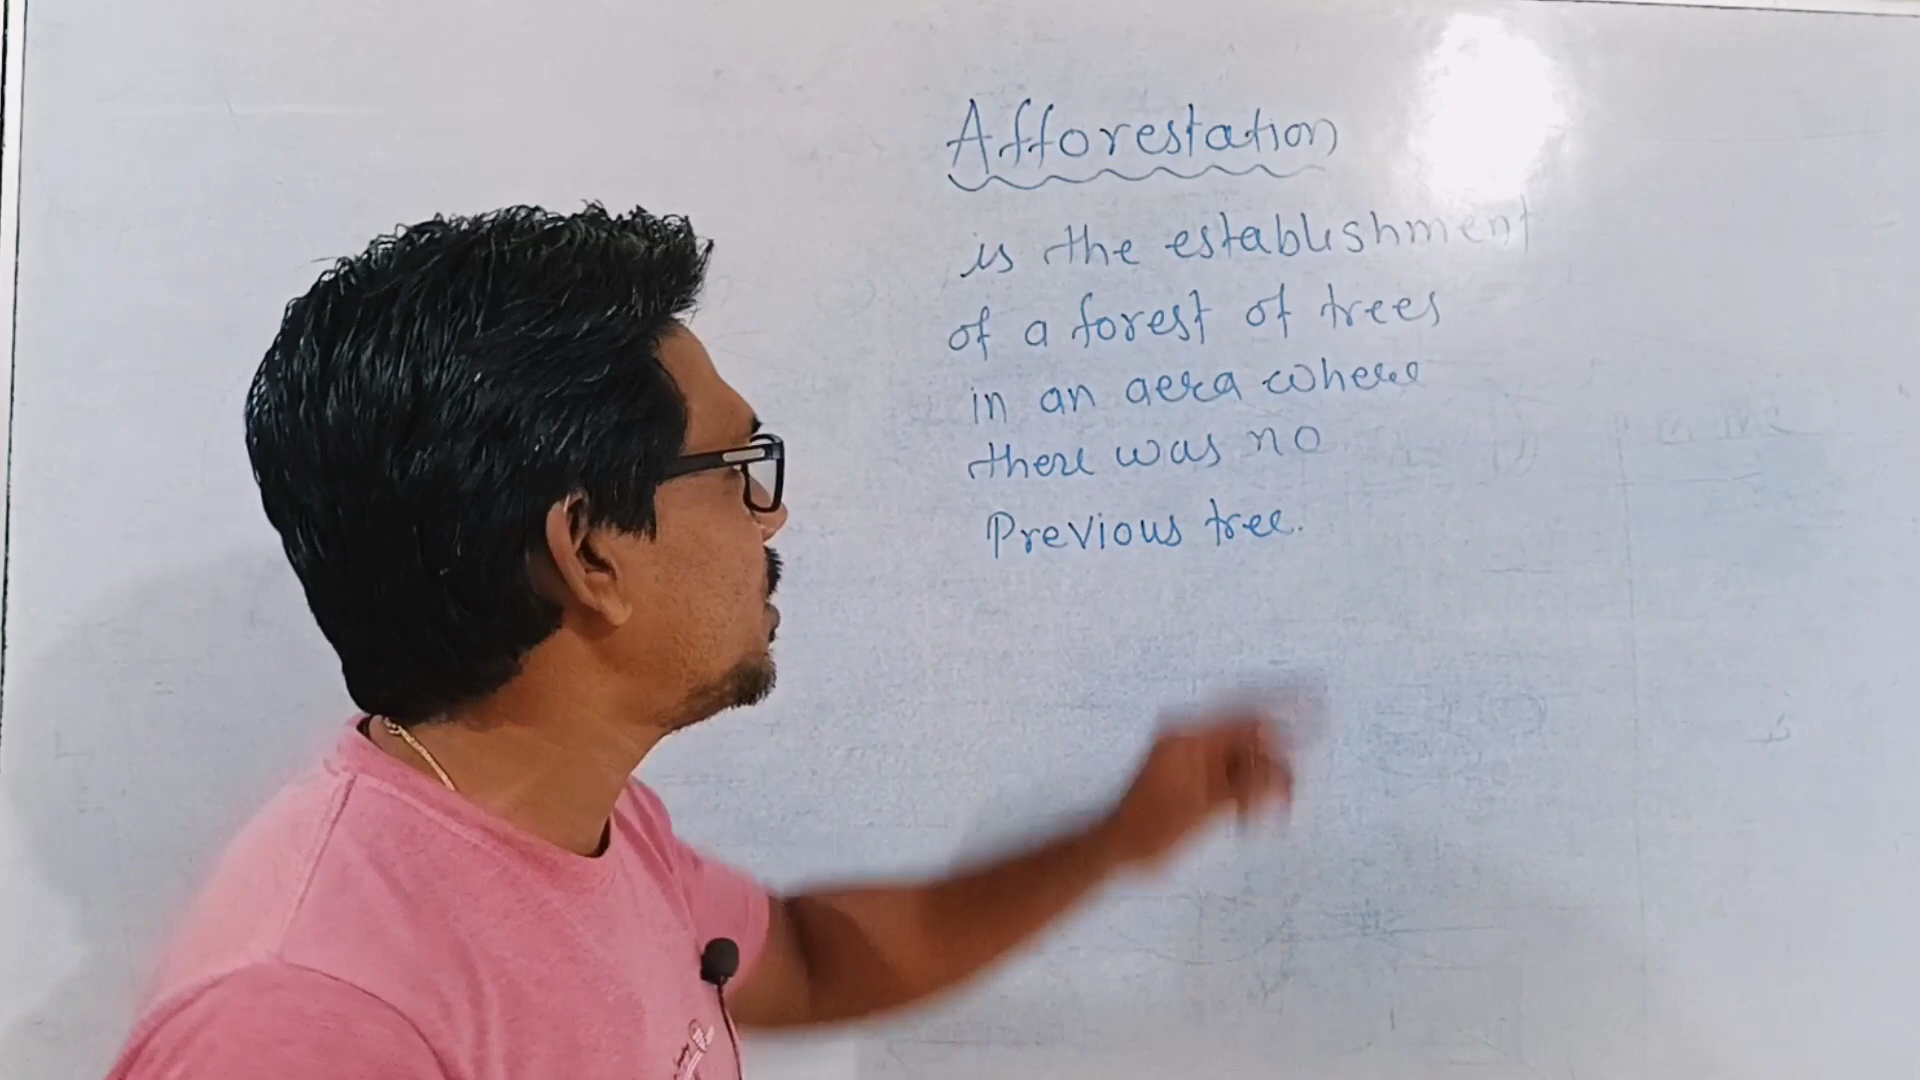 Afforestation
is the establishment
of a forest of trees
in an aera where
there was no
Previous tree.